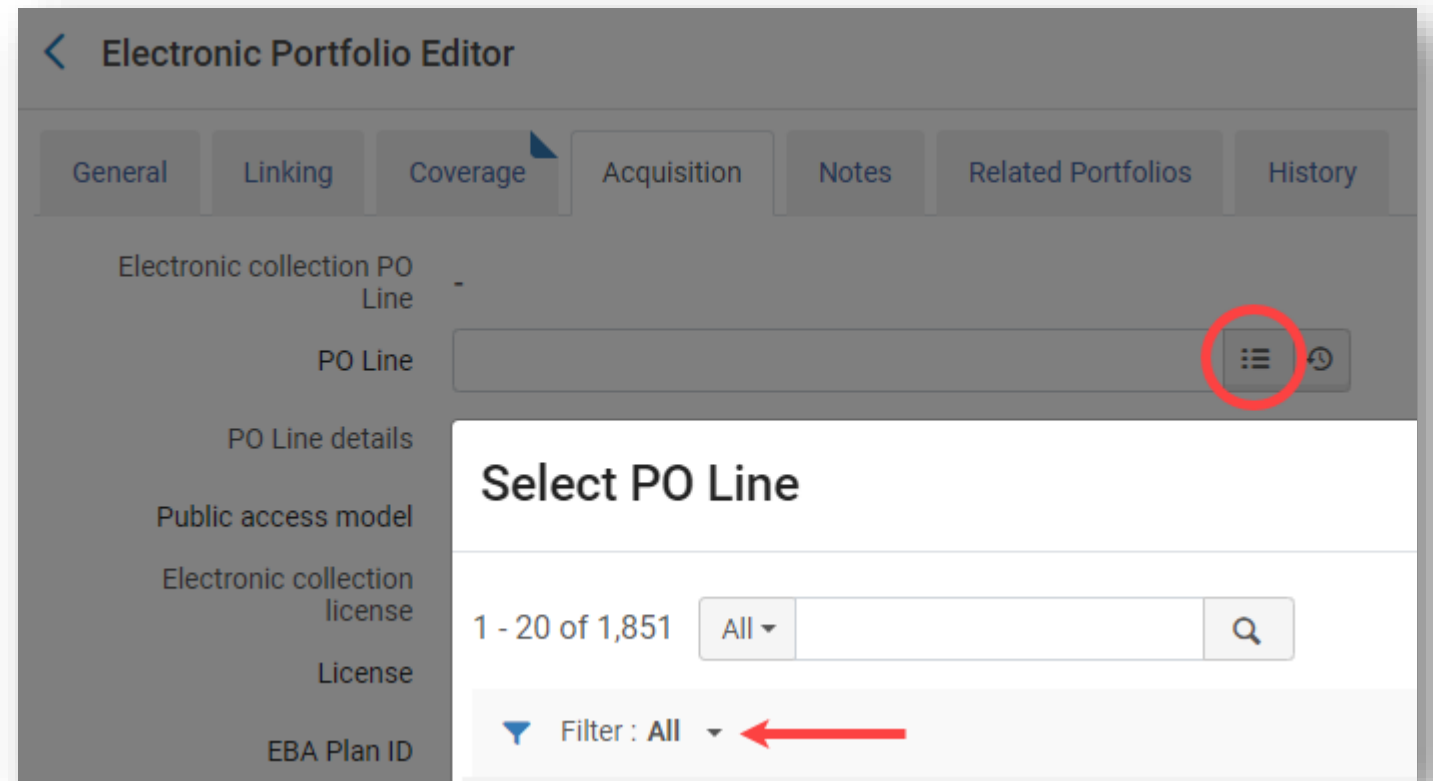 Electronic Portfolio Editor
General Linking Coverage Acquisition Notes Related Portfolios History
Electronic collection PO
Line
-
PO Line
PO Line details
Public access model
Electronic collection
license
License
EBA Plan ID
Select PO Line
1 - 20 of 1,851 All
Filter : All